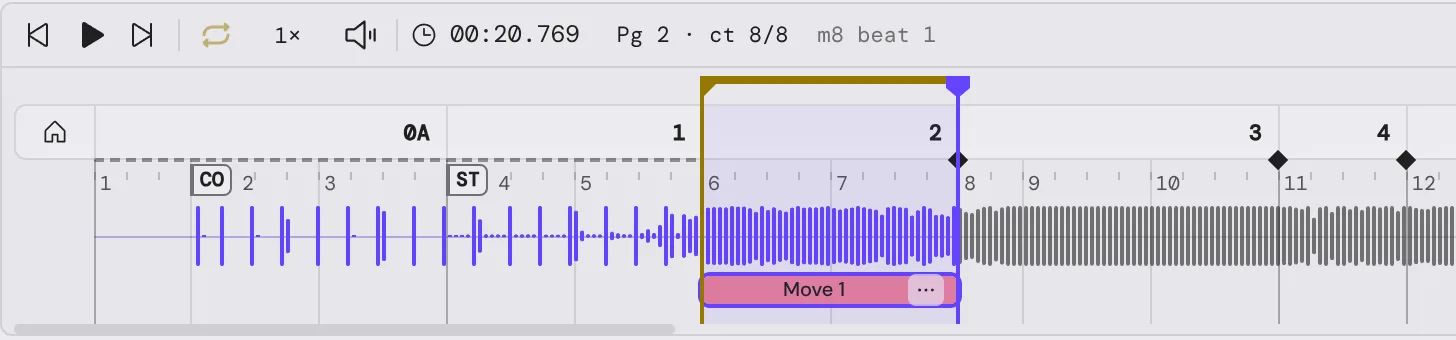 1× 00:20.769 Pg 2 · ct 8/8 m8 beat 1
0A 1 2 3 4
1 CO 2 3 ST 4 5 6 7 8 9 10 11 12
Move 1 ...